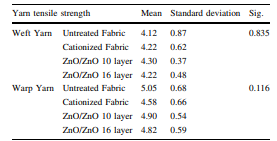 Yarn tensile strength Mean Standard deviation Sig.
Weft Yarn Untreated Fabric 4.12 0.87 0.835
Cationized Fabric 4.22 0.62
ZnO/ZnO 10 layer 4.30 0.37
ZnO/ZnO 16 layer 4.22 0.48
Warp Yarn Untreated Fabric 5.05 0.68 0.116
Cationized Fabric 4.58 0.66
ZnO/ZnO 10 layer 4.90 0.54
ZnO/ZnO 16 layer 4.82 0.59